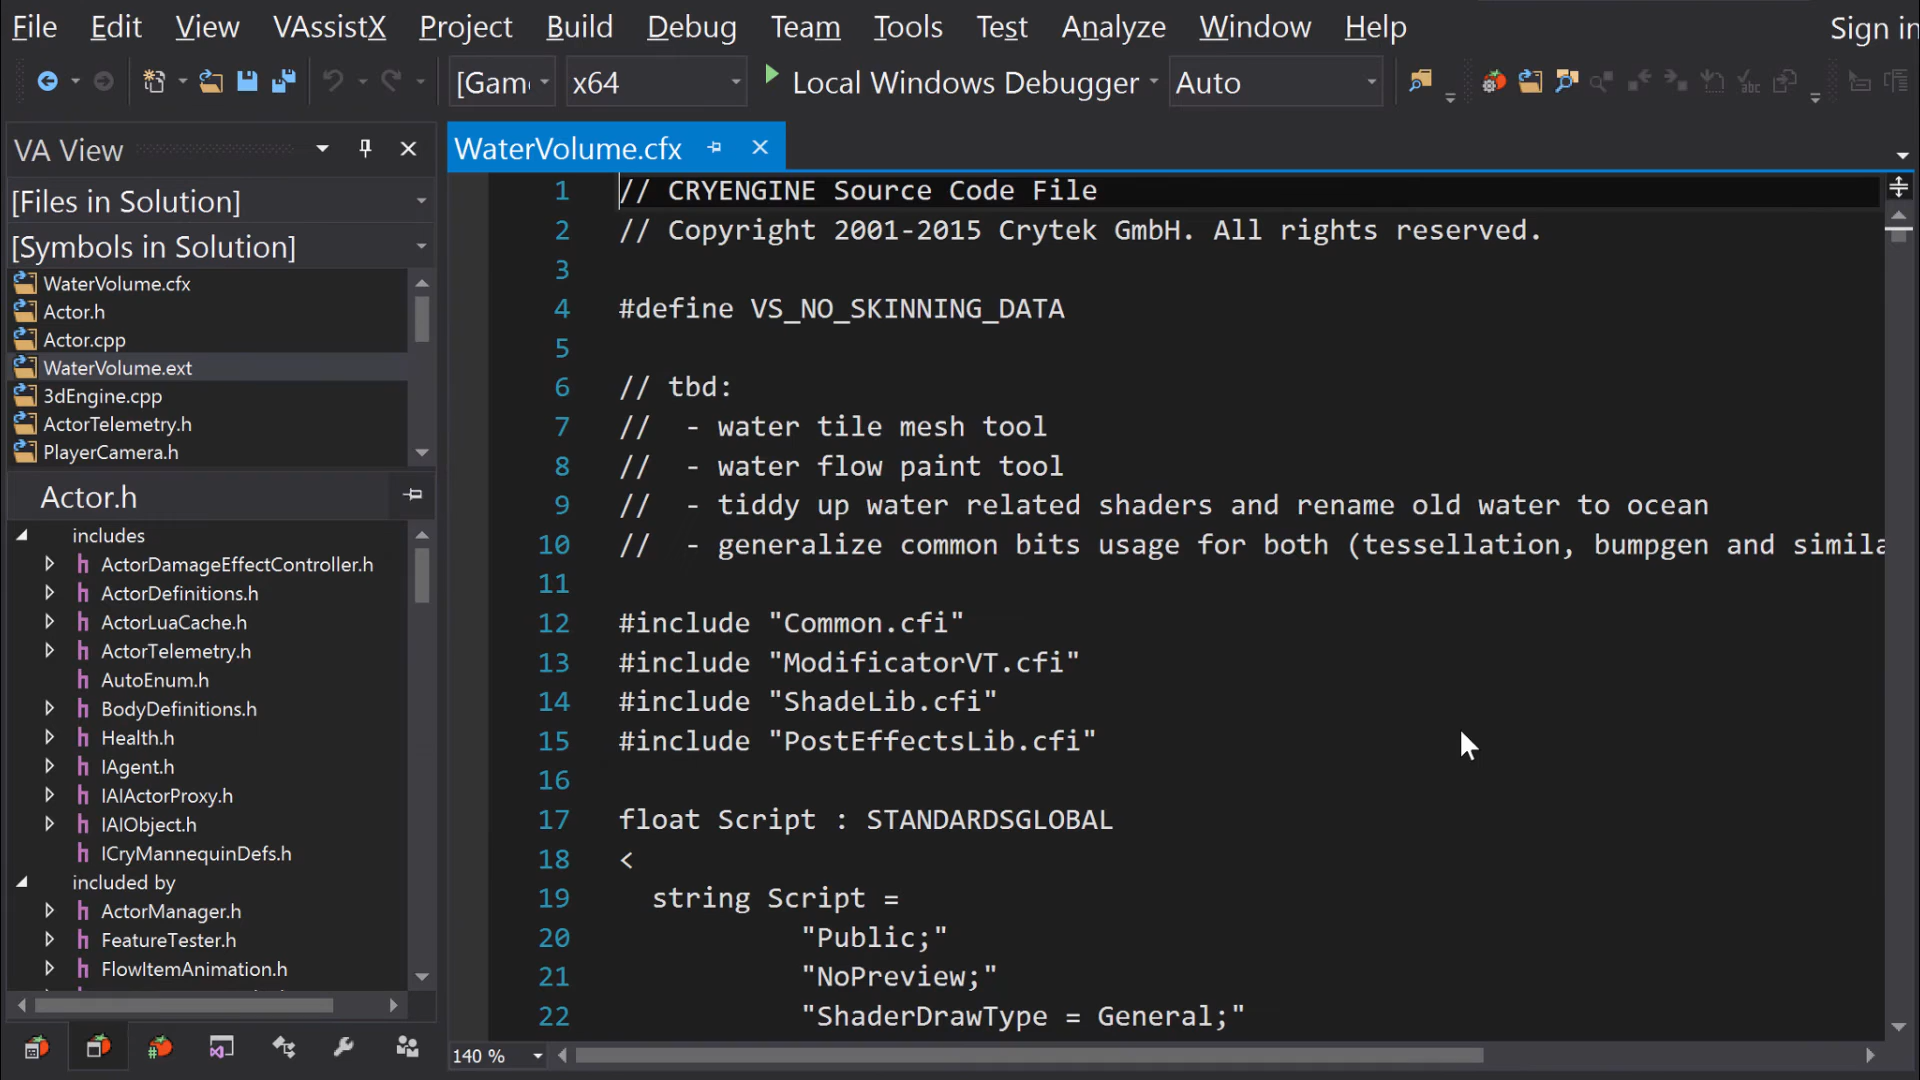 File Edit View VAssistX Project Build Debug Team Tools Test Analyze Window Help Sign in
[Gam x64 Local Windows Debugger Auto
VA View
[Files in Solution]
[Symbols in Solution]
WaterVolume.cfx
Actor.h
Actor.cpp
WaterVolume.ext
3dEngine.cpp
ActorTelemetry.h
PlayerCamera.h
Actor.h
includes
ActorDamageEffectController.h
ActorDefinitions.h
ActorLuaCache.h
ActorTelemetry.h
AutoEnum.h
BodyDefinitions.h
Health.h
IAgent.h
IAIActorProxy.h
IAIObject.h
ICryMannequinDefs.h
included by
ActorManager.h
FeatureTester.h
FlowItemAnimation.h
WaterVolume.cfx
1 // CRYENGINE Source Code File
2 // Copyright 2001-2015 Crytek GmbH. All rights reserved.
3
4 #define VS_NO_SKINNING_DATA
5
6 // tbd:
7 //  - water tile mesh tool
8 //  - water flow paint tool
9 //  - tiddy up water related shaders and rename old water to ocean
10 //  - generalize common bits usage for both (tessellation, bumpgen and simila
11
12 #include "Common.cfi"
13 #include "ModificatorVT.cfi"
14 #include "ShadeLib.cfi"
15 #include "PostEffectsLib.cfi"
16
17 float Script : STANDARDSGLOBAL
18 <
19   string Script =
20 "Public;"
21 "NoPreview;"
22 "ShaderDrawType = General;"
140 %